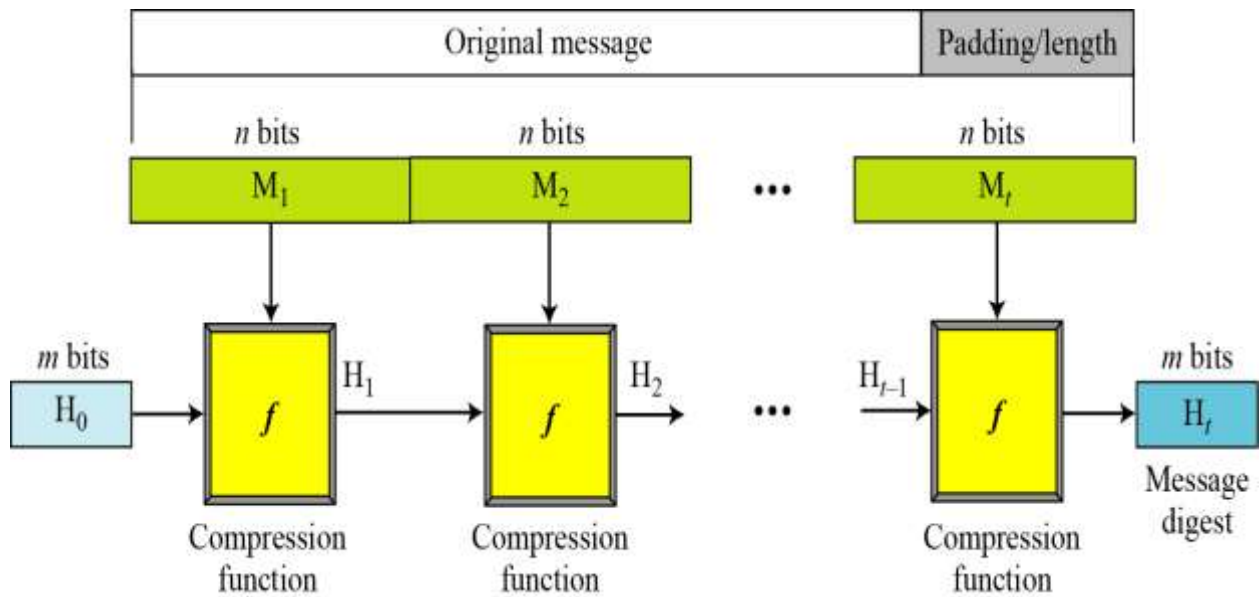 Original message
Padding/length
n bits
n bits
n bits
M₁
M₂
•••
Mₜ
m bits
H₀
f
H₁
f
H₂
•••
Hₜ₋₁
f
m bits
Hₜ
Message
digest
Compression
function
Compression
function
Compression
function